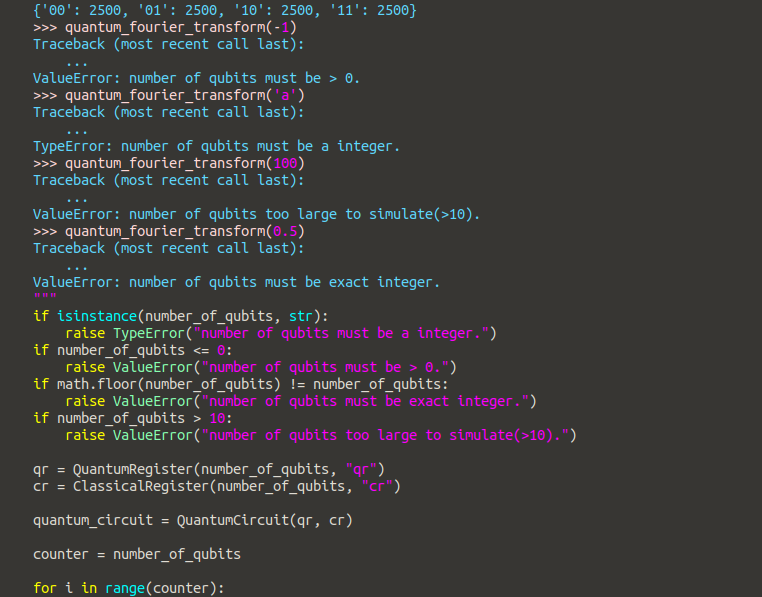 {'00': 2500, '01': 2500, '10': 2500, '11': 2500}
>>> quantum_fourier_transform(-1)
Traceback (most recent call last):
    ...
ValueError: number of qubits must be > 0.
>>> quantum_fourier_transform('a')
Traceback (most recent call last):
    ...
TypeError: number of qubits must be a integer.
>>> quantum_fourier_transform(100)
Traceback (most recent call last):
    ...
ValueError: number of qubits too large to simulate(>10).
>>> quantum_fourier_transform(0.5)
Traceback (most recent call last):
    ...
ValueError: number of qubits must be exact integer.
"""
if isinstance(number_of_qubits, str):
    raise TypeError("number of qubits must be a integer.")
if number_of_qubits <= 0:
    raise ValueError("number of qubits must be > 0.")
if math.floor(number_of_qubits) != number_of_qubits:
    raise ValueError("number of qubits must be exact integer.")
if number_of_qubits > 10:
    raise ValueError("number of qubits too large to simulate(>10).")

qr = QuantumRegister(number_of_qubits, "qr")
cr = ClassicalRegister(number_of_qubits, "cr")

quantum_circuit = QuantumCircuit(qr, cr)

counter = number_of_qubits

for i in range(counter):